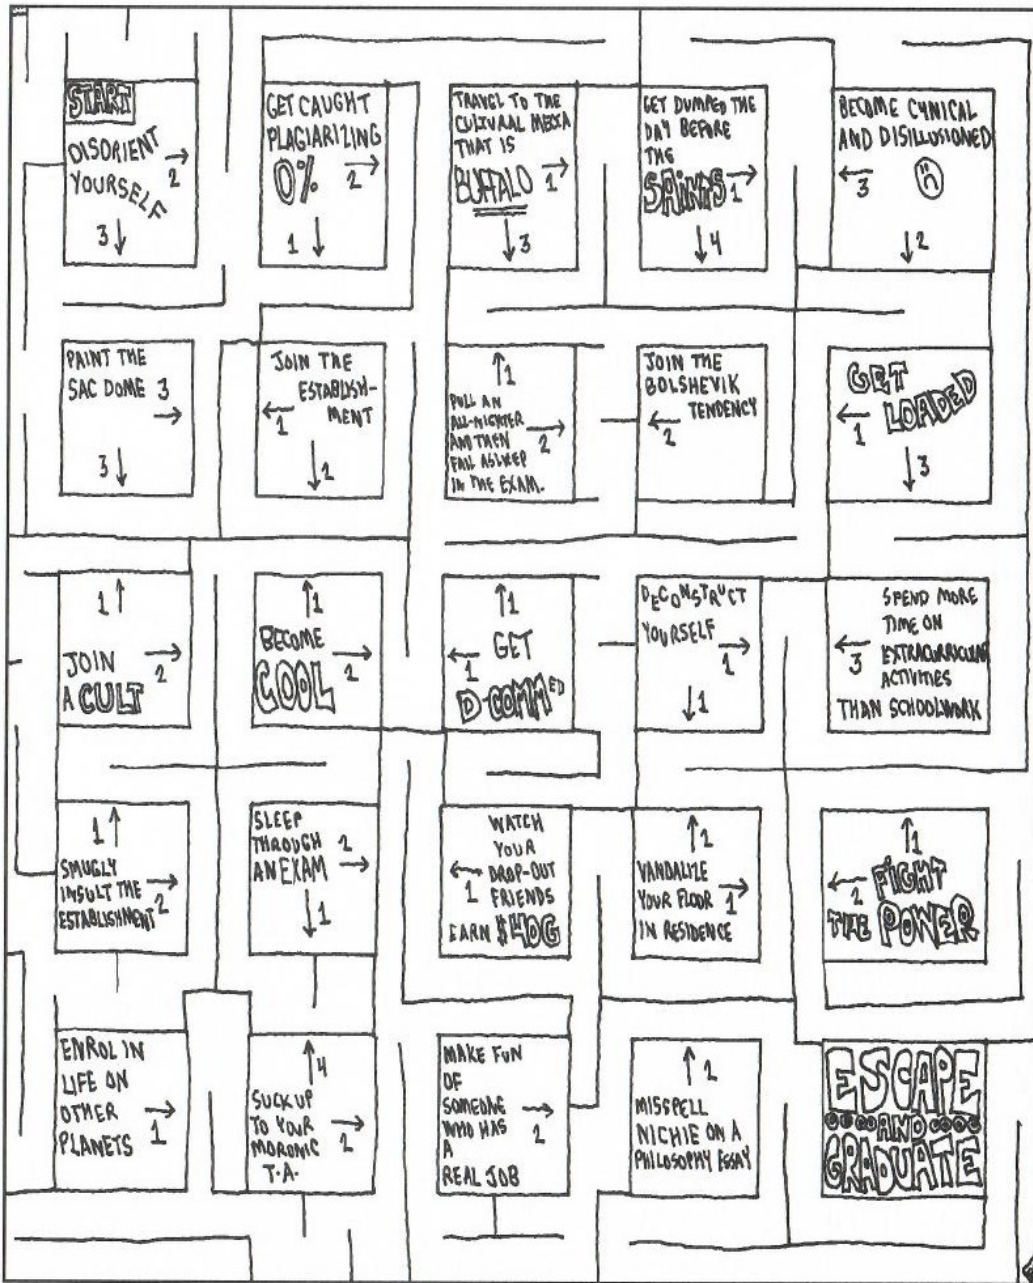 START
DISORIENT → 2
YOURSELF
3 ↓
GET CAUGHT
PLAGIARIZING
0% 2 →
1 ↓
TRAVEL TO THE
CULTURAL MECCA
THAT IS
BUFFALO → 1
↓ 3
GET DUMPED THE
DAY BEFORE
THE
SAINTS → 1
↓ 4
BECOME CYNICAL
AND DISILLUSIONED
← 3
↓ 2
PAINT THE
SAC DOME 3
→
3 ↓
JOIN THE
ESTABLISH-
← 1 MENT
↓ 1
↑ 1
PULL AN
ALL-NIGHTER
AND THEN → 2
FALL ASLEEP
IN THE EXAM.
JOIN THE
BOLSHEVIK
← 2 TENDENCY
GET
← 1 LOADED
↓ 3
1 ↑
JOIN → 2
A CULT
↑ 1
BECOME → 2
COOL
↑ 1
← 1 GET
D-COMMED
DECONSTRUCT
YOURSELF
→ 1
↓ 1
SPEND MORE
TIME ON
← 3 EXTRACURRICULAR
ACTIVITIES
THAN SCHOOLWORK
1 ↑
SMUGLY
INSULT THE →
ESTABLISHMENT 2
SLEEP
THROUGH 2
AN EXAM →
↓ 1
WATCH
YOUR
← DROP-OUT
1 FRIENDS
EARN $40G
↑ 2
VANDALIZE
YOUR FLOOR → 1
IN RESIDENCE
↑ 1
← 2 FIGHT
THE POWER
ENROL IN
LIFE ON
OTHER →
PLANETS 1
↑ 4
SUCK UP
TO YOUR →
MORONIC 2
T.A.
MAKE FUN
OF
SOMEONE →
WHO HAS 2
A
REAL JOB
↑ 2
MISSPELL
NICHIE ON A
PHILOSOPHY ESSAY
ESCAPE
AND
GRADUATE